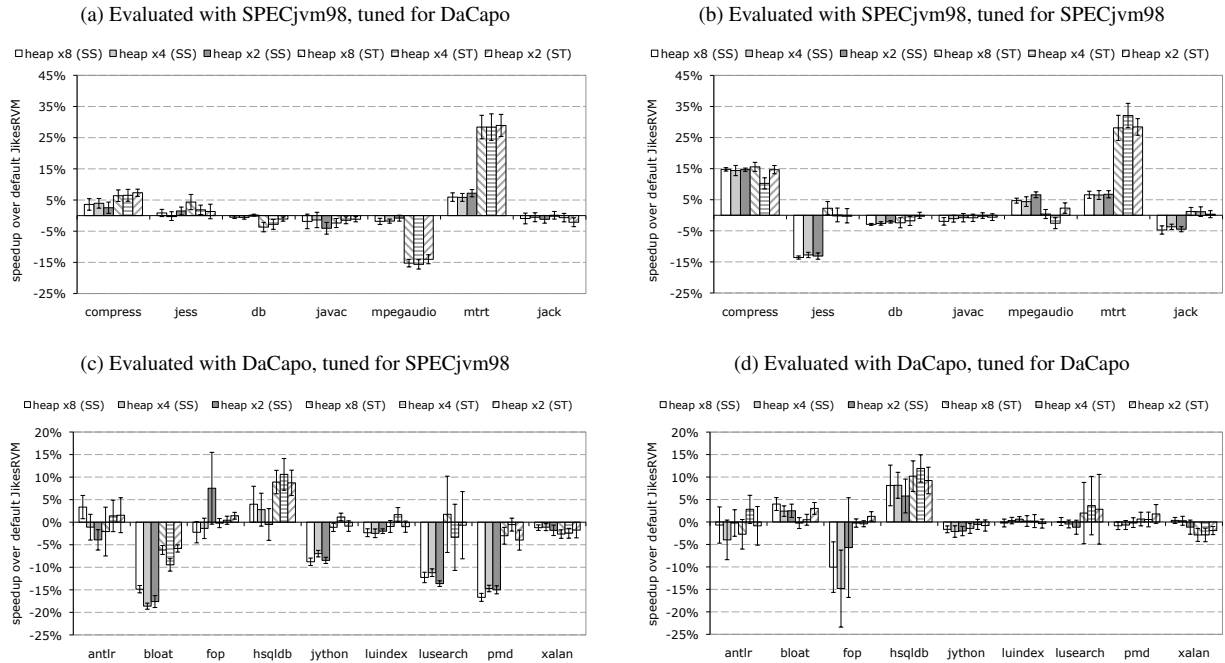 (a) Evaluated with SPECjvm98, tuned for DaCapo
heap x8 (SS) heap x4 (SS) heap x2 (SS) heap x8 (ST) heap x4 (ST) heap x2 (ST)
speedup over default JikesRVM
45%
35%
25%
15%
5%
-5%
-15%
-25%
compress jess db javac mpegaudio mtrt jack
(b) Evaluated with SPECjvm98, tuned for SPECjvm98
heap x8 (SS) heap x4 (SS) heap x2 (SS) heap x8 (ST) heap x4 (ST) heap x2 (ST)
speedup over default JikesRVM
45%
35%
25%
15%
5%
-5%
-15%
-25%
compress jess db javac mpegaudio mtrt jack
(c) Evaluated with DaCapo, tuned for SPECjvm98
heap x8 (SS) heap x4 (SS) heap x2 (SS) heap x8 (ST) heap x4 (ST) heap x2 (ST)
speedup over default JikesRVM
20%
15%
10%
5%
0%
-5%
-10%
-15%
-20%
-25%
antlr bloat fop hsqldb jython luindex lusearch pmd xalan
(d) Evaluated with DaCapo, tuned for DaCapo
heap x8 (SS) heap x4 (SS) heap x2 (SS) heap x8 (ST) heap x4 (ST) heap x2 (ST)
speedup over default JikesRVM
20%
15%
10%
5%
0%
-5%
-10%
-15%
-20%
-25%
antlr bloat fop hsqldb jython luindex lusearch pmd xalan